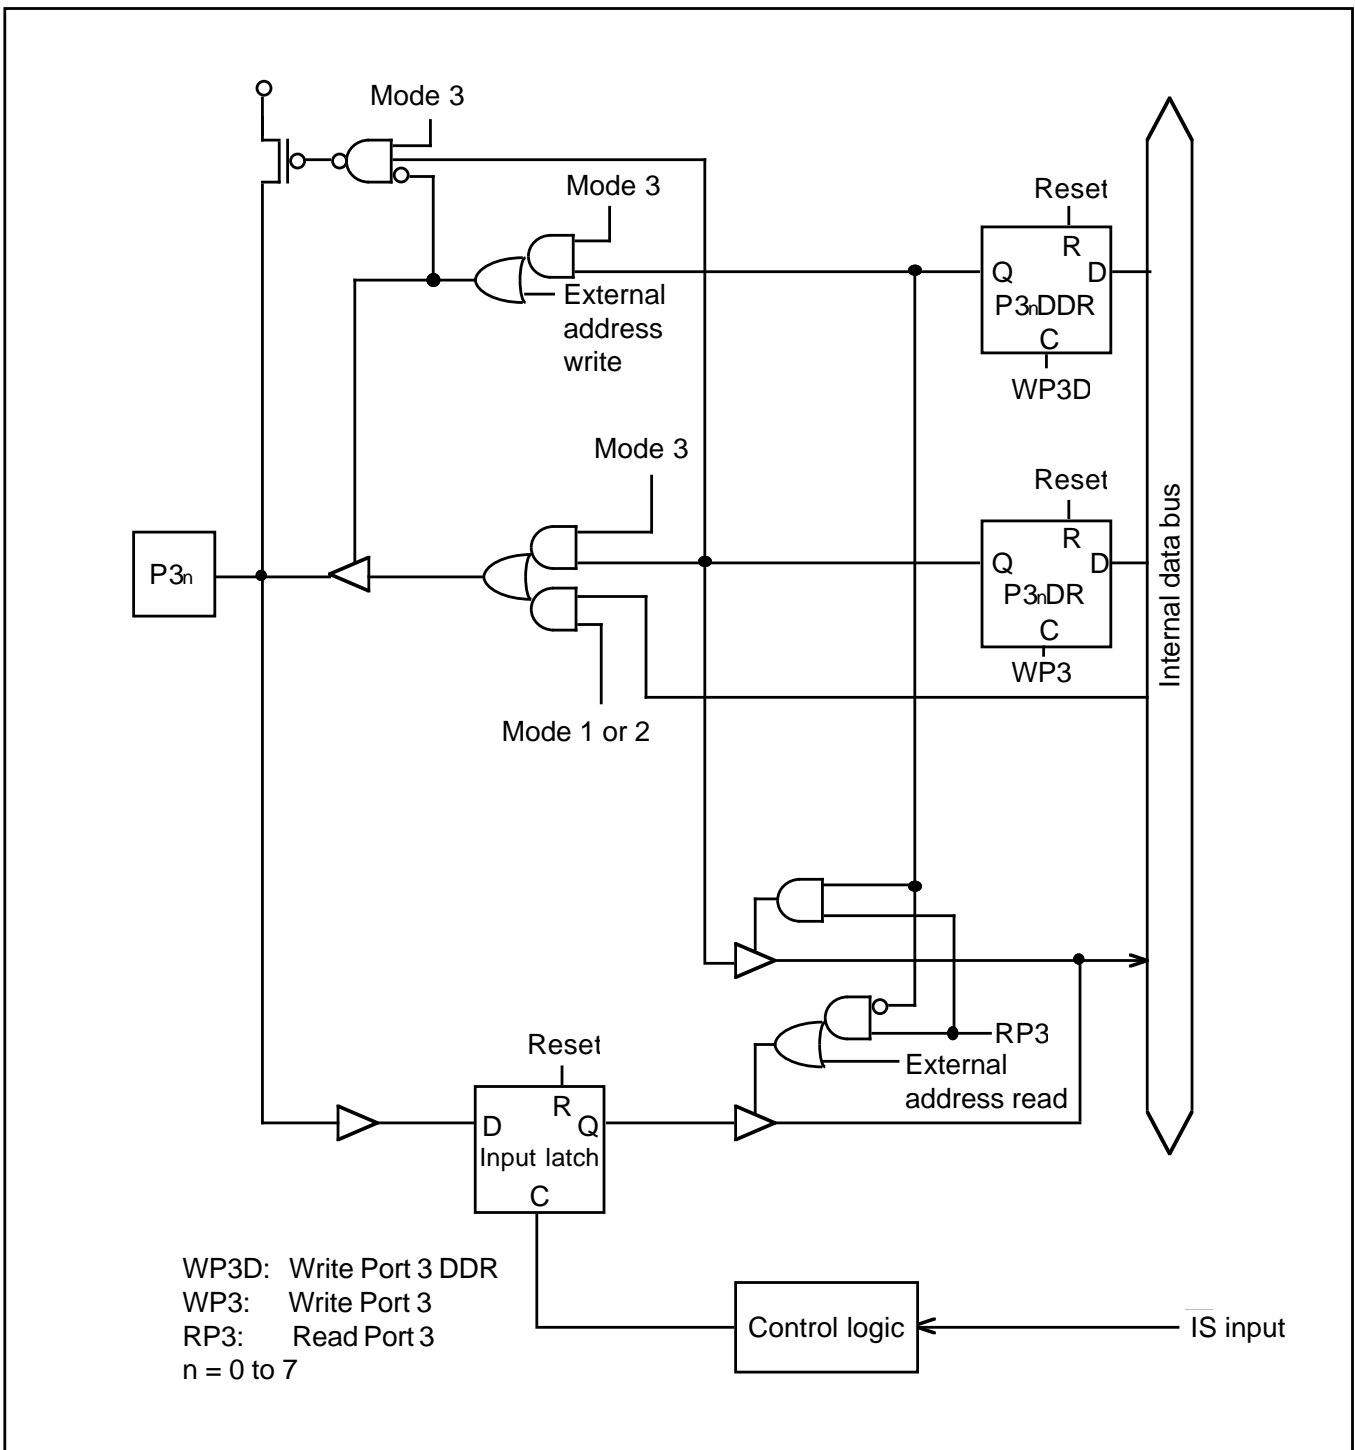 Mode 3
Mode 3
Reset
R
Q
D
P3nDDR
C
WP3D
External
address
write
Mode 3
Reset
R
Q
D
P3nDR
C
WP3
P3n
Internal data bus
Mode 1 or 2
RP3
External
address read
Reset
R
D
Q
Input latch
C
WP3D: Write Port 3 DDR
WP3: Write Port 3
RP3: Read Port 3
n = 0 to 7
Control logic
I̅S̅ input